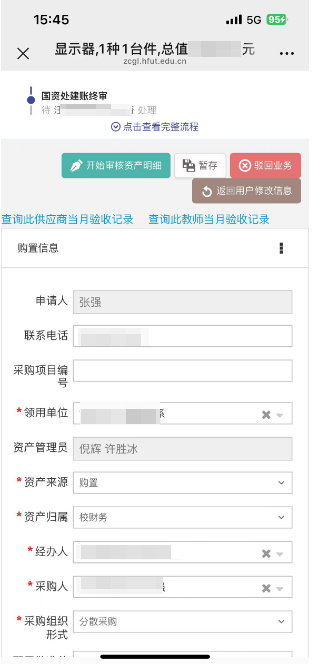 15:45
5G 95
显示器,1种1台件,总值 元
zcgl.hfut.edu.cn
国资处建账终审
待 处理
点击查看完整流程
开始审核资产明细 暂存 驳回业务
返回用户修改信息
查询此供应商当月验收记录 查询此教师当月验收记录
购置信息
申请人 张强
联系电话
采购项目编号
* 领用单位 系
资产管理员 倪辉 许胜冰
* 资产来源 购置
* 资产归属 校财务
* 经办人
* 采购人
* 采购组织形式 分散采购